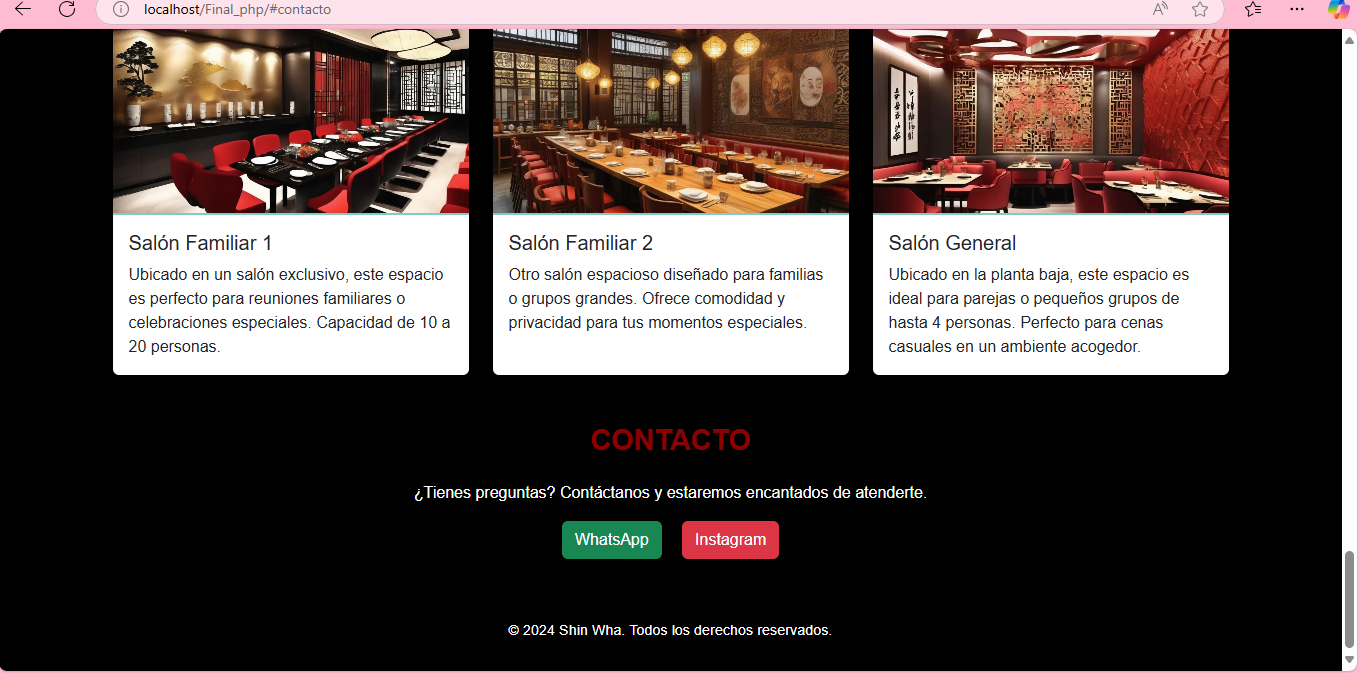 localhost/Final_php/#contacto
Salón Familiar 1
Ubicado en un salón exclusivo, este espacio
es perfecto para reuniones familiares o
celebraciones especiales. Capacidad de 10 a
20 personas.
Salón Familiar 2
Otro salón espacioso diseñado para familias
o grupos grandes. Ofrece comodidad y
privacidad para tus momentos especiales.
Salón General
Ubicado en la planta baja, este espacio es
ideal para parejas o pequeños grupos de
hasta 4 personas. Perfecto para cenas
casuales en un ambiente acogedor.
CONTACTO
¿Tienes preguntas? Contáctanos y estaremos encantados de atenderte.
WhatsApp Instagram
© 2024 Shin Wha. Todos los derechos reservados.